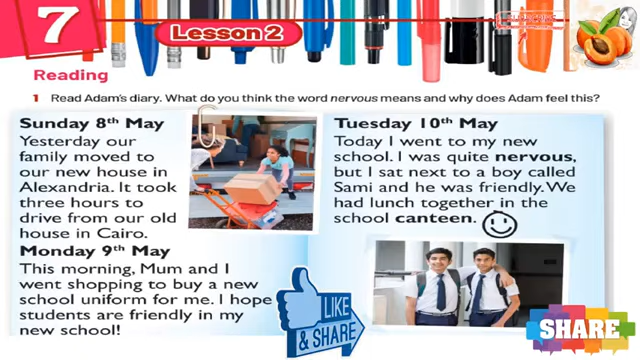 7
Lesson 2
Reading
1 Read Adam's diary. What do you think the word nervous means and why does Adam feel this?
Sunday 8th May
Yesterday our
family moved to
our new house in
Alexandria. It took
three hours to
drive from our old
house in Cairo.
Monday 9th May
This morning, Mum and I
went shopping to buy a new
school uniform for me. I hope
students are friendly in my
new school!
Tuesday 10th May
Today I went to my new
school. I was quite nervous,
but I sat next to a boy called
Sami and he was friendly. We
had lunch together in the
school canteen.
LIKE
& SHARE
SHARE